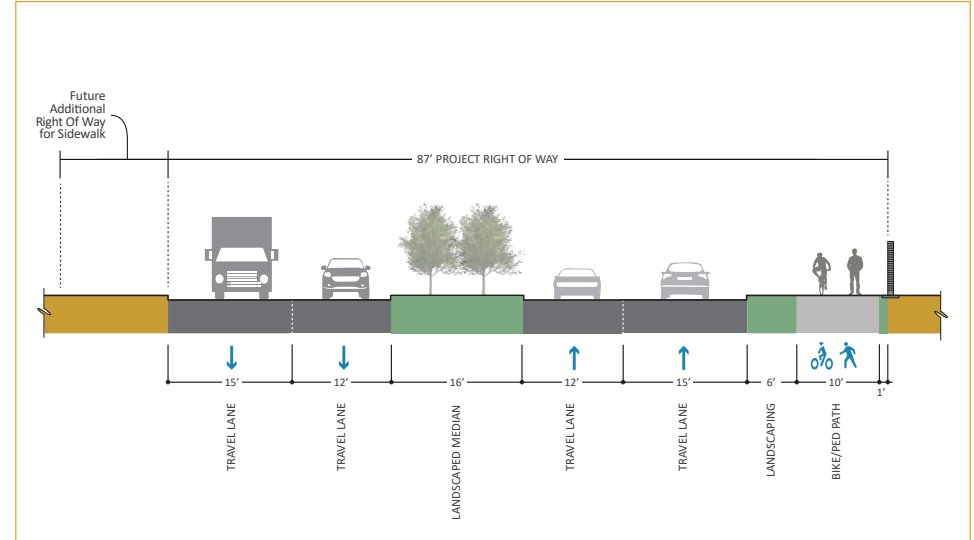 Future
Additional
Right Of Way
for Sidewalk
87’ PROJECT RIGHT OF WAY
15’
12’
16’
12’
15’
6’
10’
1’
TRAVEL LANE
TRAVEL LANE
LANDSCAPED MEDIAN
TRAVEL LANE
TRAVEL LANE
LANDSCAPING
BIKE/PED PATH